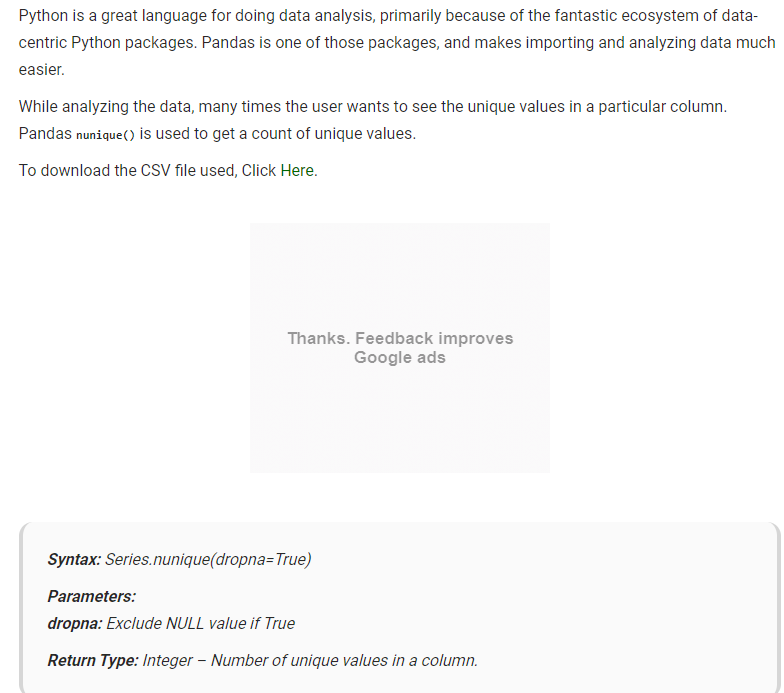 Python is a great language for doing data analysis, primarily because of the fantastic ecosystem of data-
centric Python packages. Pandas is one of those packages, and makes importing and analyzing data much
easier.
While analyzing the data, many times the user wants to see the unique values in a particular column.
Pandas nunique() is used to get a count of unique values.
To download the CSV file used, Click Here.
Thanks. Feedback improves
Google ads
Syntax: Series.nunique(dropna=True)
Parameters:
dropna: Exclude NULL value if True
Return Type: Integer – Number of unique values in a column.